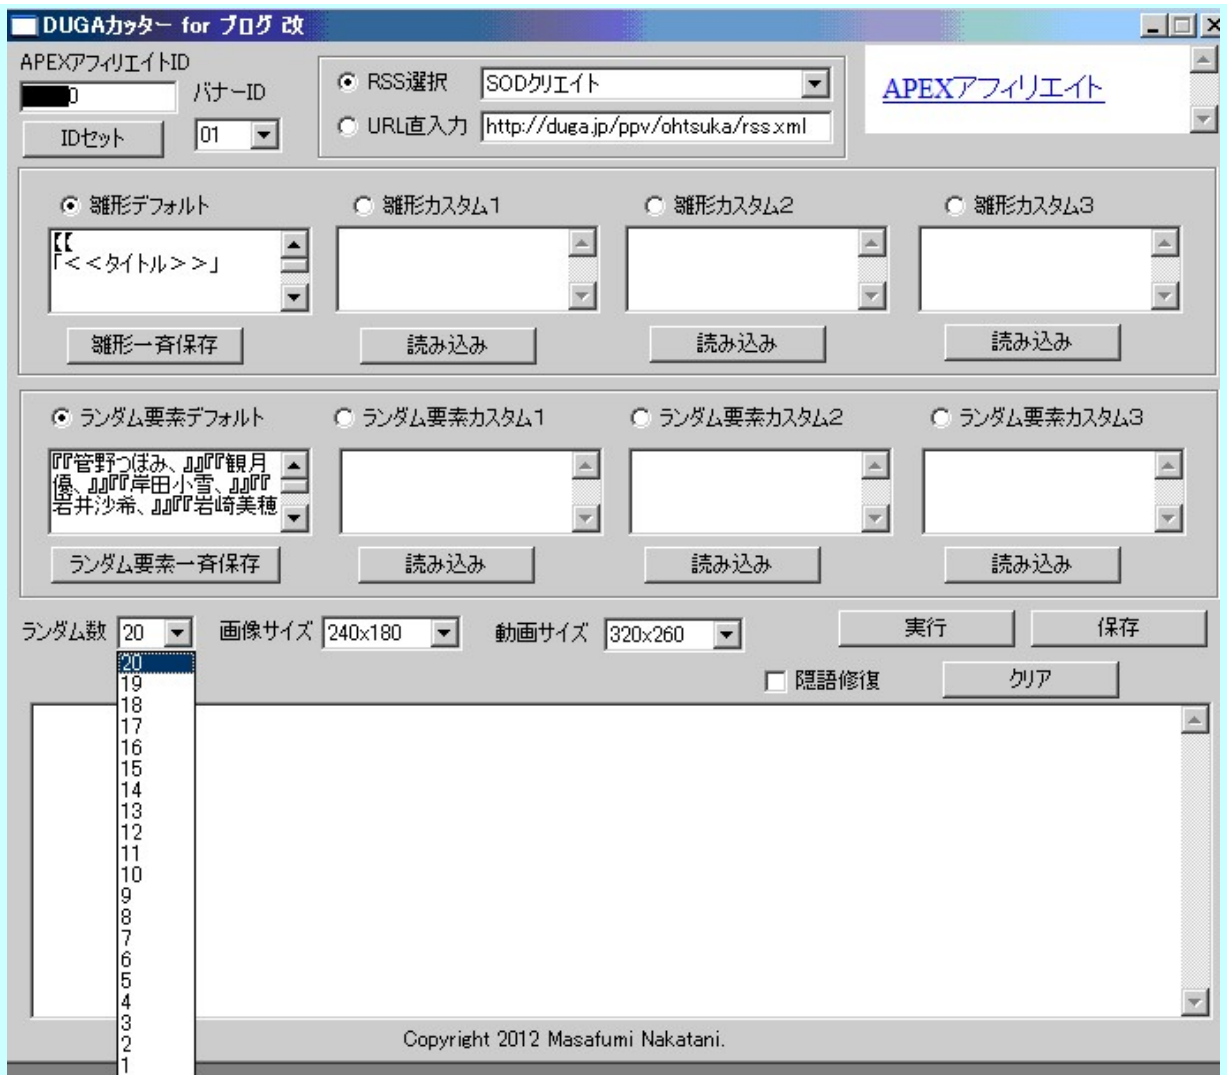 DUGAカッター for ブログ 改
APEXアフィリエイトID
0
バナーID
IDセット
01
RSS選択
SODクリエイト
URL直入力
http://duga.jp/ppv/ohtsuka/rss.xml
APEXアフィリエイト
雛形デフォルト
雛形カスタム1
雛形カスタム2
雛形カスタム3
【【
「<<タイトル>>」
雛形一斉保存
読み込み
読み込み
読み込み
ランダム要素デフォルト
ランダム要素カスタム1
ランダム要素カスタム2
ランダム要素カスタム3
『『管野つぼみ、』』『『観月
優、』』『『岸田小雪、』』『『
岩井沙希、』』『『岩崎美穂
ランダム要素一斉保存
読み込み
読み込み
読み込み
ランダム数
20
画像サイズ
240x180
動画サイズ
320x260
実行
保存
隠語修復
クリア
20
19
18
17
16
15
14
13
12
11
10
9
8
7
6
5
4
3
2
1
Copyright 2012 Masafumi Nakatani.